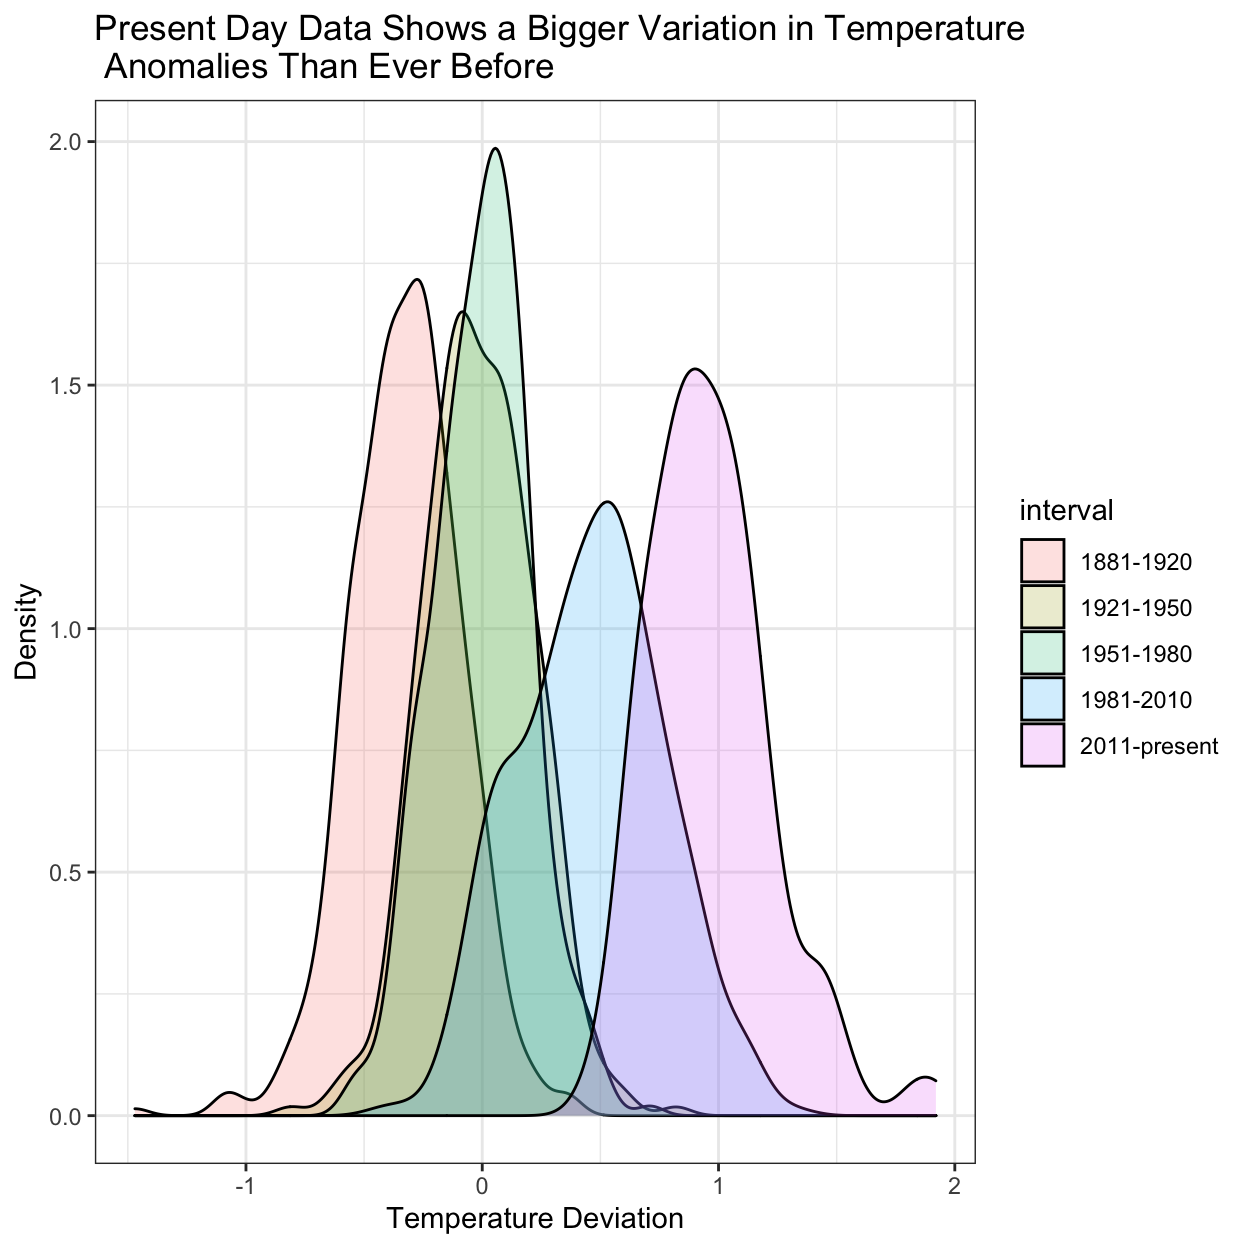 Present Day Data Shows a Bigger Variation in Temperature
Anomalies Than Ever Before
2.0
1.5
1.0
0.5
0.0
Density
-1
0
1
2
Temperature Deviation
interval
1881-1920
1921-1950
1951-1980
1981-2010
2011-present